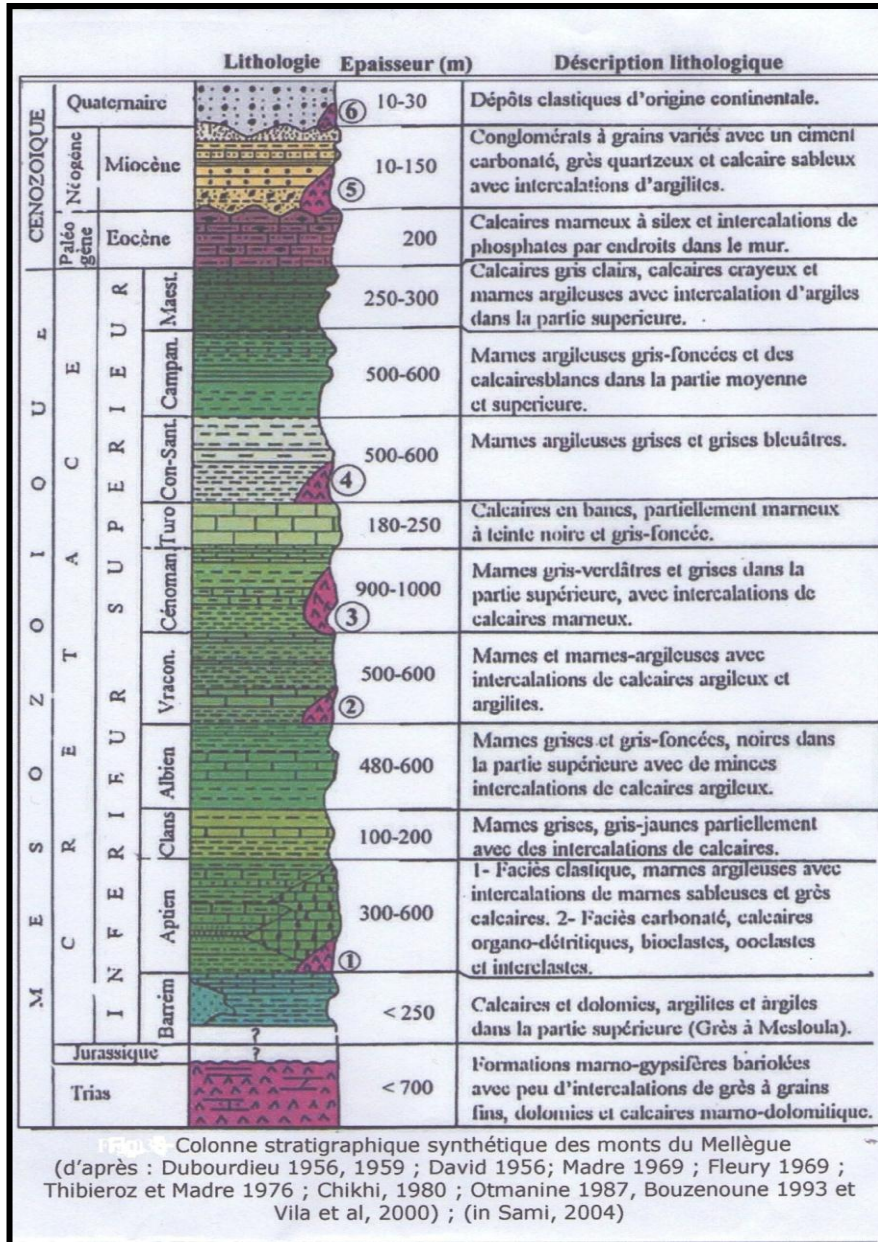 Lithologie Epaisseur (m) Déscription lithologique
CENOZOIQUE
Quaternaire
6
10-30
Dépôts clastiques d'origine continentale.
Néogéne
Miocène
5
10-150
Conglomérats à grains variés avec un ciment
carbonaté, grès quartzeux et calcaire sableux
avec intercalations d'argilites.
Paléo
gène
Eocène
200
Calcaires marneux à silex et intercalations de
phosphates par endroits dans le mur.
MESOZOIQUE
CRETACE
SUPERIEUR
Maest.
250-300
Calcaires gris clairs, calcaires crayeux et
marnes argileuses avec intercalation d'argiles
dans la partie superieure.
Campan.
500-600
Marnes argileuses gris-foncées et des
calcairesblancs dans la partie moyenne
et superieure.
Con-Sant.
4
500-600
Marnes argileuses grises et grises bleuâtres.
Turo
180-250
Calcaires en bancs, partiellement marneux
à teinte noire et gris-foncée.
Cénoman.
3
900-1000
Marnes gris-verdâtres et grises dans la
partie supérieure, avec intercalations de
calcaires marneux.
INFERIEUR
Vracon.
2
500-600
Marnes et marnes-argileuses avec
intercalations de calcaires argileux et
argilites.
Albien
480-600
Marnes grises et gris-foncées, noires dans
la partie supérieure avec de minces
intercalations de calcaires argileux.
Clans
100-200
Marnes grises, gris-jaunes partiellement
avec des intercalations de calcaires.
Aptien
1
300-600
1- Faciès clastique, marnes argileuses avec
intercalations de marnes sableuses et grès
calcaires. 2- Faciès carbonaté, calcaires
organo-détritiques, bioclastes, ooclastes
et interclastes.
Barrém
?
< 250
Calcaires et dolomies, argilites et àrgiles
dans la partie supérieure (Grès à Mesloula).
Jurassique
?
Trias
< 700
Formations marno-gypsifères bariolées
avec peu d'intercalations de grès à grains
fins, dolomies et calcaires marno-dolomitique.
Colonne stratigraphique synthétique des monts du Mellègue
(d'après : Dubourdieu 1956, 1959 ; David 1956; Madre 1969 ; Fleury 1969 ;
Thibieroz et Madre 1976 ; Chikhi, 1980 ; Otmanine 1987, Bouzenoune 1993 et
Vila et al, 2000) ; (in Sami, 2004)